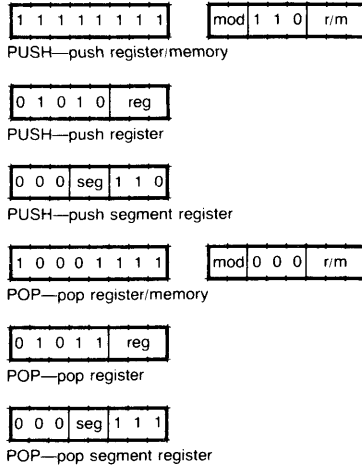 1 1 1 1 1 1 1 1 mod 1 1 0 r/m
PUSH—push register/memory
0 1 0 1 0 reg
PUSH—push register
0 0 0 seg 1 1 0
PUSH—push segment register
1 0 0 0 1 1 1 1 mod 0 0 0 r/m
POP—pop register/memory
0 1 0 1 1 reg
POP—pop register
0 0 0 seg 1 1 1
POP—pop segment register